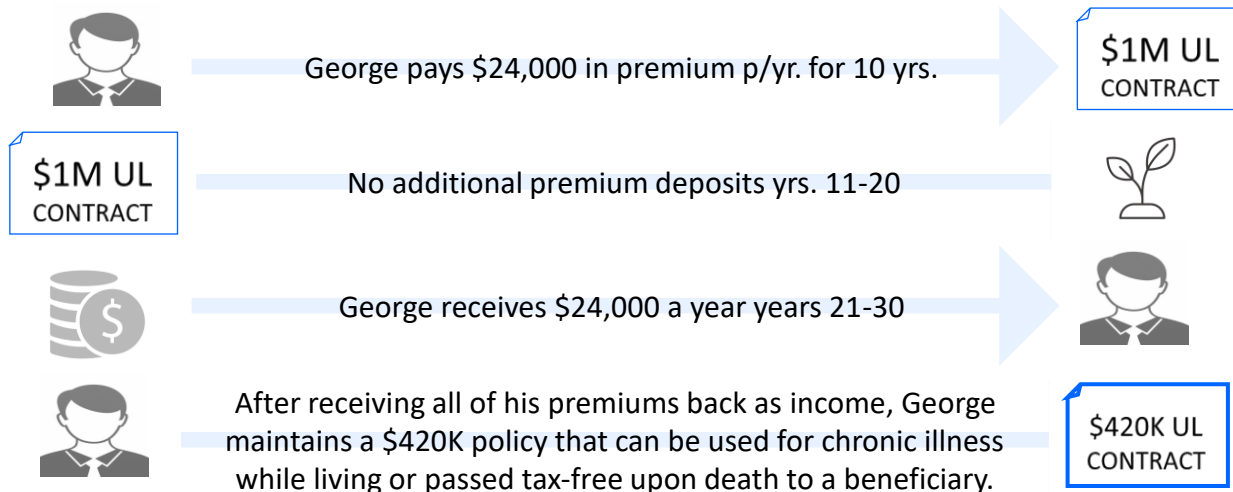 George pays $24,000 in premium p/yr. for 10 yrs.
$1M UL
CONTRACT
$1M UL
CONTRACT
No additional premium deposits yrs. 11-20
$
George receives $24,000 a year years 21-30
After receiving all of his premiums back as income, George
maintains a $420K policy that can be used for chronic illness
while living or passed tax-free upon death to a beneficiary.
$420K UL
CONTRACT